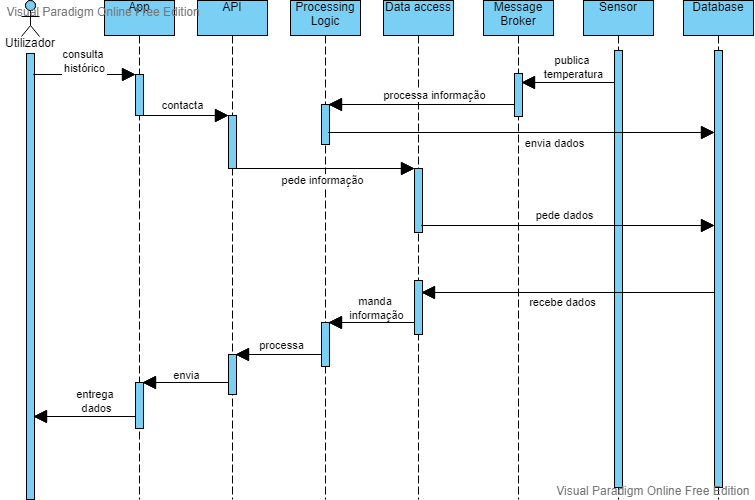 Visual Paradigm Online Free Edition
App
API
Processing
Logic
Data access
Message
Broker
Sensor
Database
Utilizador
consulta
histórico
publica
temperatura
processa informação
contacta
envia dados
pede informação
pede dados
recebe dados
manda
informação
processa
envia
entrega
dados
Visual Paradigm Online Free Edition